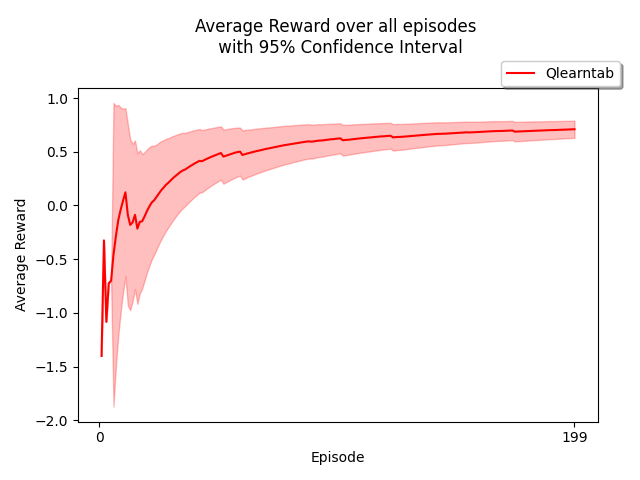 Average Reward over all episodes
with 95% Confidence Interval
Qlearntab
1.0
0.5
0.0
−0.5
−1.0
−1.5
−2.0
Average Reward
0
199
Episode